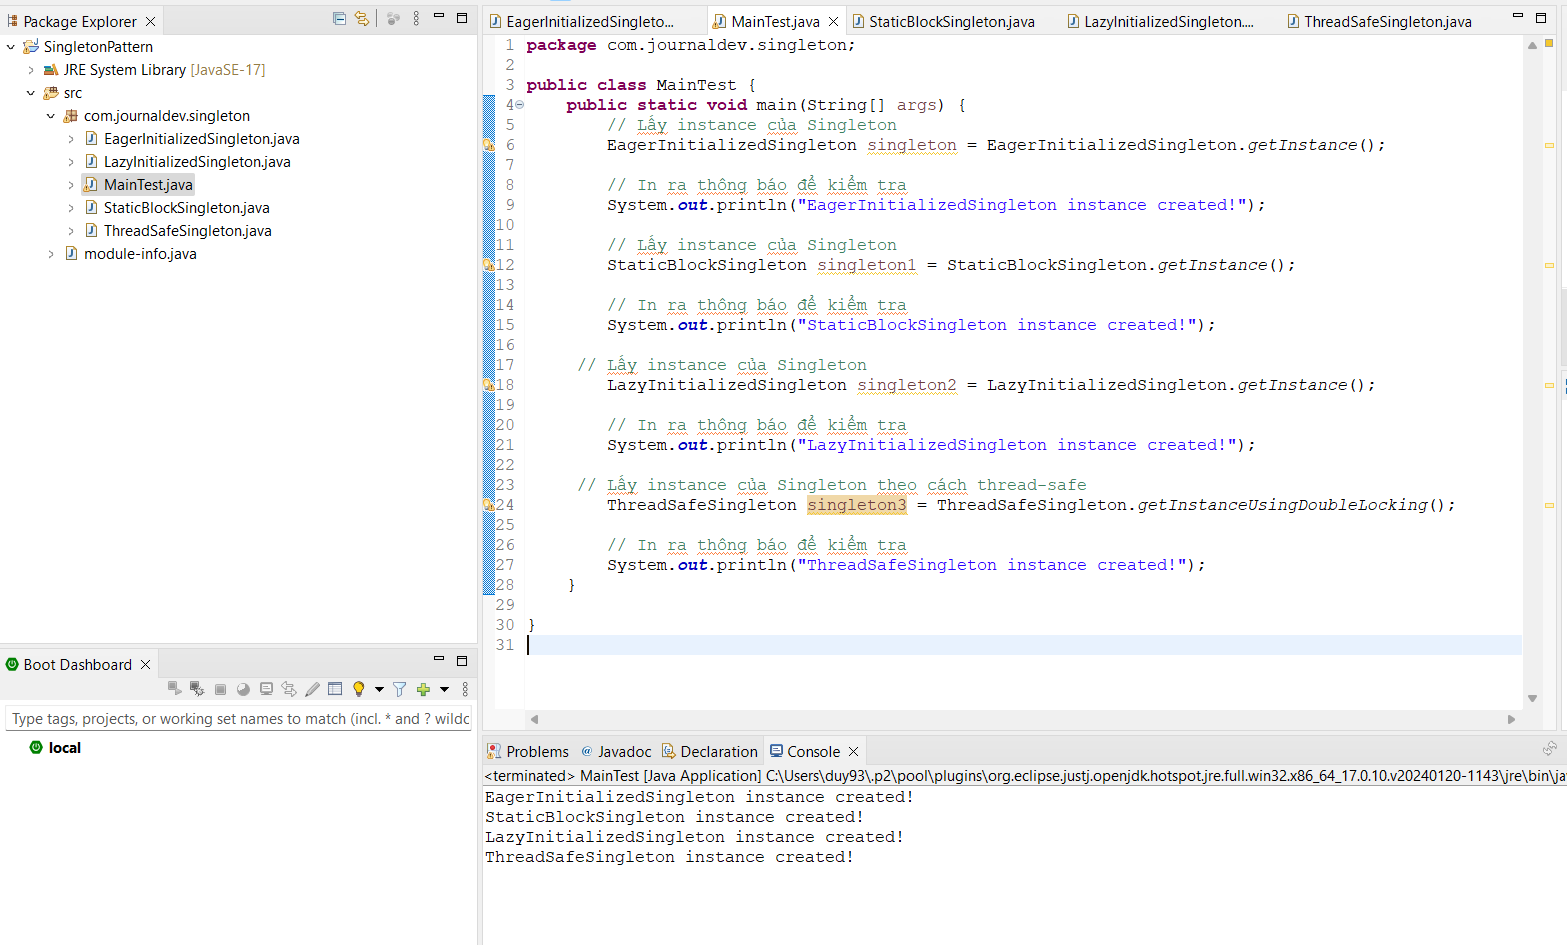 Package Explorer
SingletonPattern
JRE System Library [JavaSE-17]
src
com.journaldev.singleton
EagerInitializedSingleton.java
LazyInitializedSingleton.java
MainTest.java
StaticBlockSingleton.java
ThreadSafeSingleton.java
module-info.java
Boot Dashboard
Type tags, projects, or working set names to match (incl. * and ? wildc
local
EagerInitializedSingleto... MainTest.java StaticBlockSingleton.java LazyInitializedSingleton.... ThreadSafeSingleton.java
1 package com.journaldev.singleton;
2
3 public class MainTest {
4 public static void main(String[] args) {
5 // Lấy instance của Singleton
6 EagerInitializedSingleton singleton = EagerInitializedSingleton.getInstance();
7
8 // In ra thông báo để kiểm tra
9 System.out.println("EagerInitializedSingleton instance created!");
10
11 // Lấy instance của Singleton
12 StaticBlockSingleton singleton1 = StaticBlockSingleton.getInstance();
13
14 // In ra thông báo để kiểm tra
15 System.out.println("StaticBlockSingleton instance created!");
16
17 // Lấy instance của Singleton
18 LazyInitializedSingleton singleton2 = LazyInitializedSingleton.getInstance();
19
20 // In ra thông báo để kiểm tra
21 System.out.println("LazyInitializedSingleton instance created!");
22
23 // Lấy instance của Singleton theo cách thread-safe
24 ThreadSafeSingleton singleton3 = ThreadSafeSingleton.getInstanceUsingDoubleLocking();
25
26 // In ra thông báo để kiểm tra
27 System.out.println("ThreadSafeSingleton instance created!");
28 }
29
30 }
31
Problems @ Javadoc Declaration Console
<terminated> MainTest [Java Application] C:\Users\duy93\.p2\pool\plugins\org.eclipse.justj.openjdk.hotspot.jre.full.win32.x86_64_17.0.10.v20240120-1143\jre\bin\ja
EagerInitializedSingleton instance created!
StaticBlockSingleton instance created!
LazyInitializedSingleton instance created!
ThreadSafeSingleton instance created!